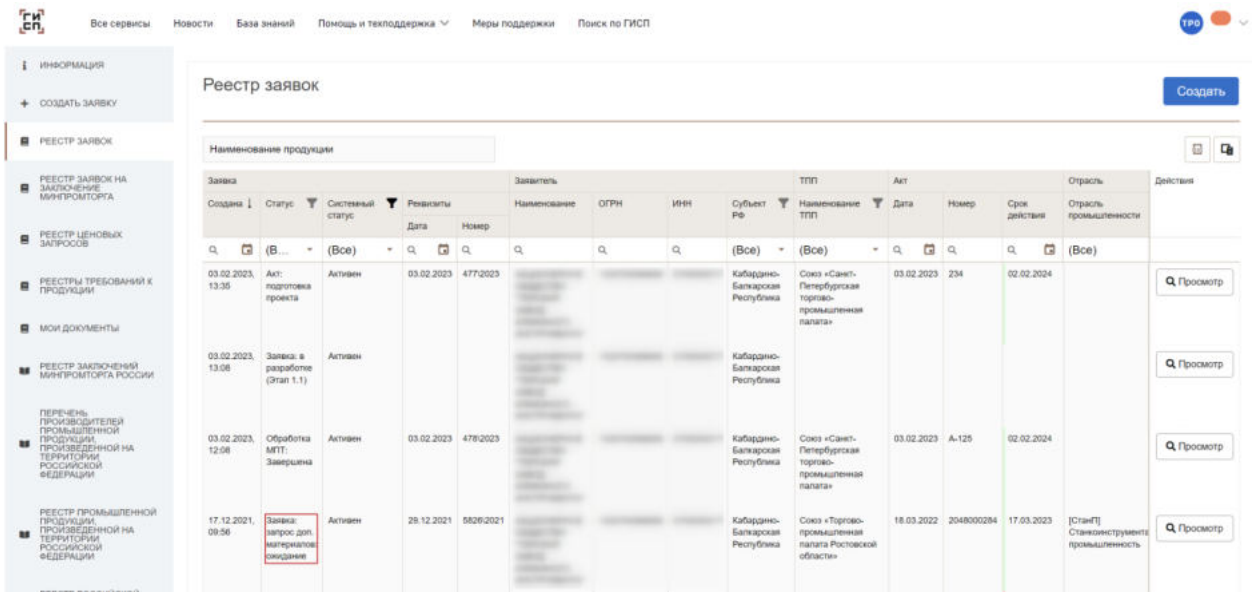 ГИСП
Все сервисы
Новости
База знаний
Помощь и техподдержка
Меры поддержки
Поиск по ГИСП
ТРО
ИНФОРМАЦИЯ
+ СОЗДАТЬ ЗАЯВКУ
РЕЕСТР ЗАЯВОК
РЕЕСТР ЗАЯВОК НА
ЗАКЛЮЧЕНИЕ
МИНПРОМТОРГА
РЕЕСТР ЦЕНОВЫХ
ЗАПРОСОВ
РЕЕСТРЫ ТРЕБОВАНИЙ К
ПРОДУКЦИИ
МОИ ДОКУМЕНТЫ
РЕЕСТР ЗАКЛЮЧЕНИЙ
МИНПРОМТОРГА РОССИИ
ПЕРЕЧЕНЬ
ПРОИЗВОДИТЕЛЕЙ
ПРОМЫШЛЕННОЙ
ПРОДУКЦИИ,
ПРОИЗВЕДЕННОЙ НА
ТЕРРИТОРИИ
РОССИЙСКОЙ
ФЕДЕРАЦИИ
РЕЕСТР ПРОМЫШЛЕННОЙ
ПРОДУКЦИИ,
ПРОИЗВЕДЕННОЙ НА
ТЕРРИТОРИИ
РОССИЙСКОЙ
ФЕДЕРАЦИИ
Реестр заявок
Создать
Наименование продукции
Заявка
Заявитель
ТПП
Акт
Отрасль
Действия
Создана
Статус
Системный
статус
Реквизиты
Дата
Номер
Наименование
ОГРН
ИНН
Субъект
РФ
Наименование
ТПП
Дата
Номер
Срок
действия
Отрасль
промышленности
(В...
(Все)
(Все)
(Все)
(Все)
03.02.2023,
13:35
Акт:
подготовка
проекта
Активен
03.02.2023
477\2023
Кабардино-
Балкарская
Республика
Союз «Санкт-
Петербургская
торгово-
промышленная
палата»
03.02.2023
234
02.02.2024
Просмотр
03.02.2023,
13:08
Заявка: в
разработке
(Этап 1.1)
Активен
Кабардино-
Балкарская
Республика
Просмотр
03.02.2023,
12:08
Обработка
МПТ:
Завершена
Активен
03.02.2023
478\2023
Кабардино-
Балкарская
Республика
Союз «Санкт-
Петербургская
торгово-
промышленная
палата»
03.02.2023
А-125
02.02.2024
Просмотр
17.12.2021,
09:56
Заявка:
запрос доп.
материалов:
ожидание
Активен
29.12.2021
5826\2021
Кабардино-
Балкарская
Республика
Союз «Торгово-
промышленная
палата Ростовской
области»
18.03.2022
2048000284
17.03.2023
[СтанП]
Станкоинструмента
промышленность
Просмотр